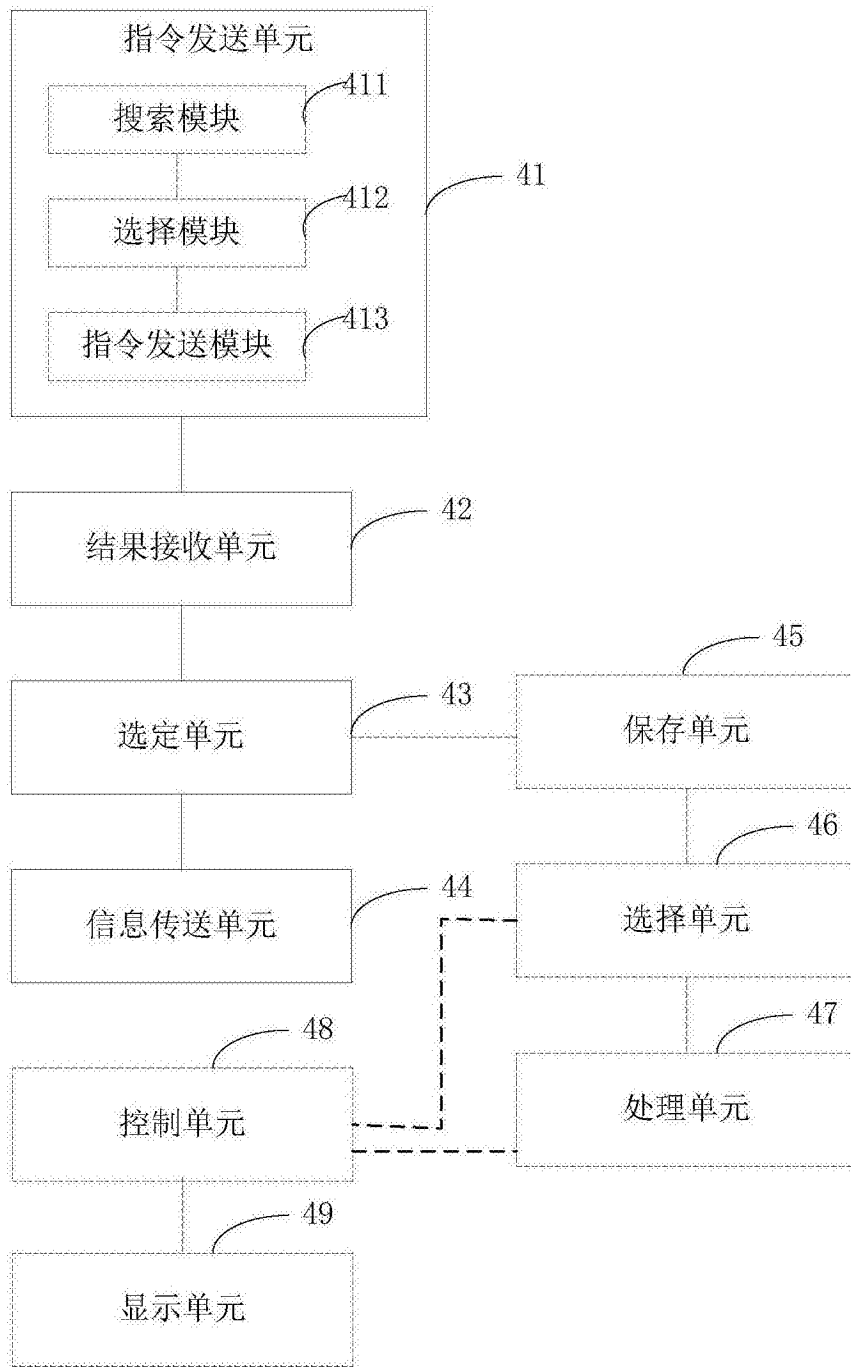 指令发送单元
411
搜索模块
41
412
选择模块
413
指令发送模块
42
结果接收单元
45
43
选定单元
保存单元
46
44
信息传送单元
选择单元
47
48
控制单元
处理单元
49
显示单元